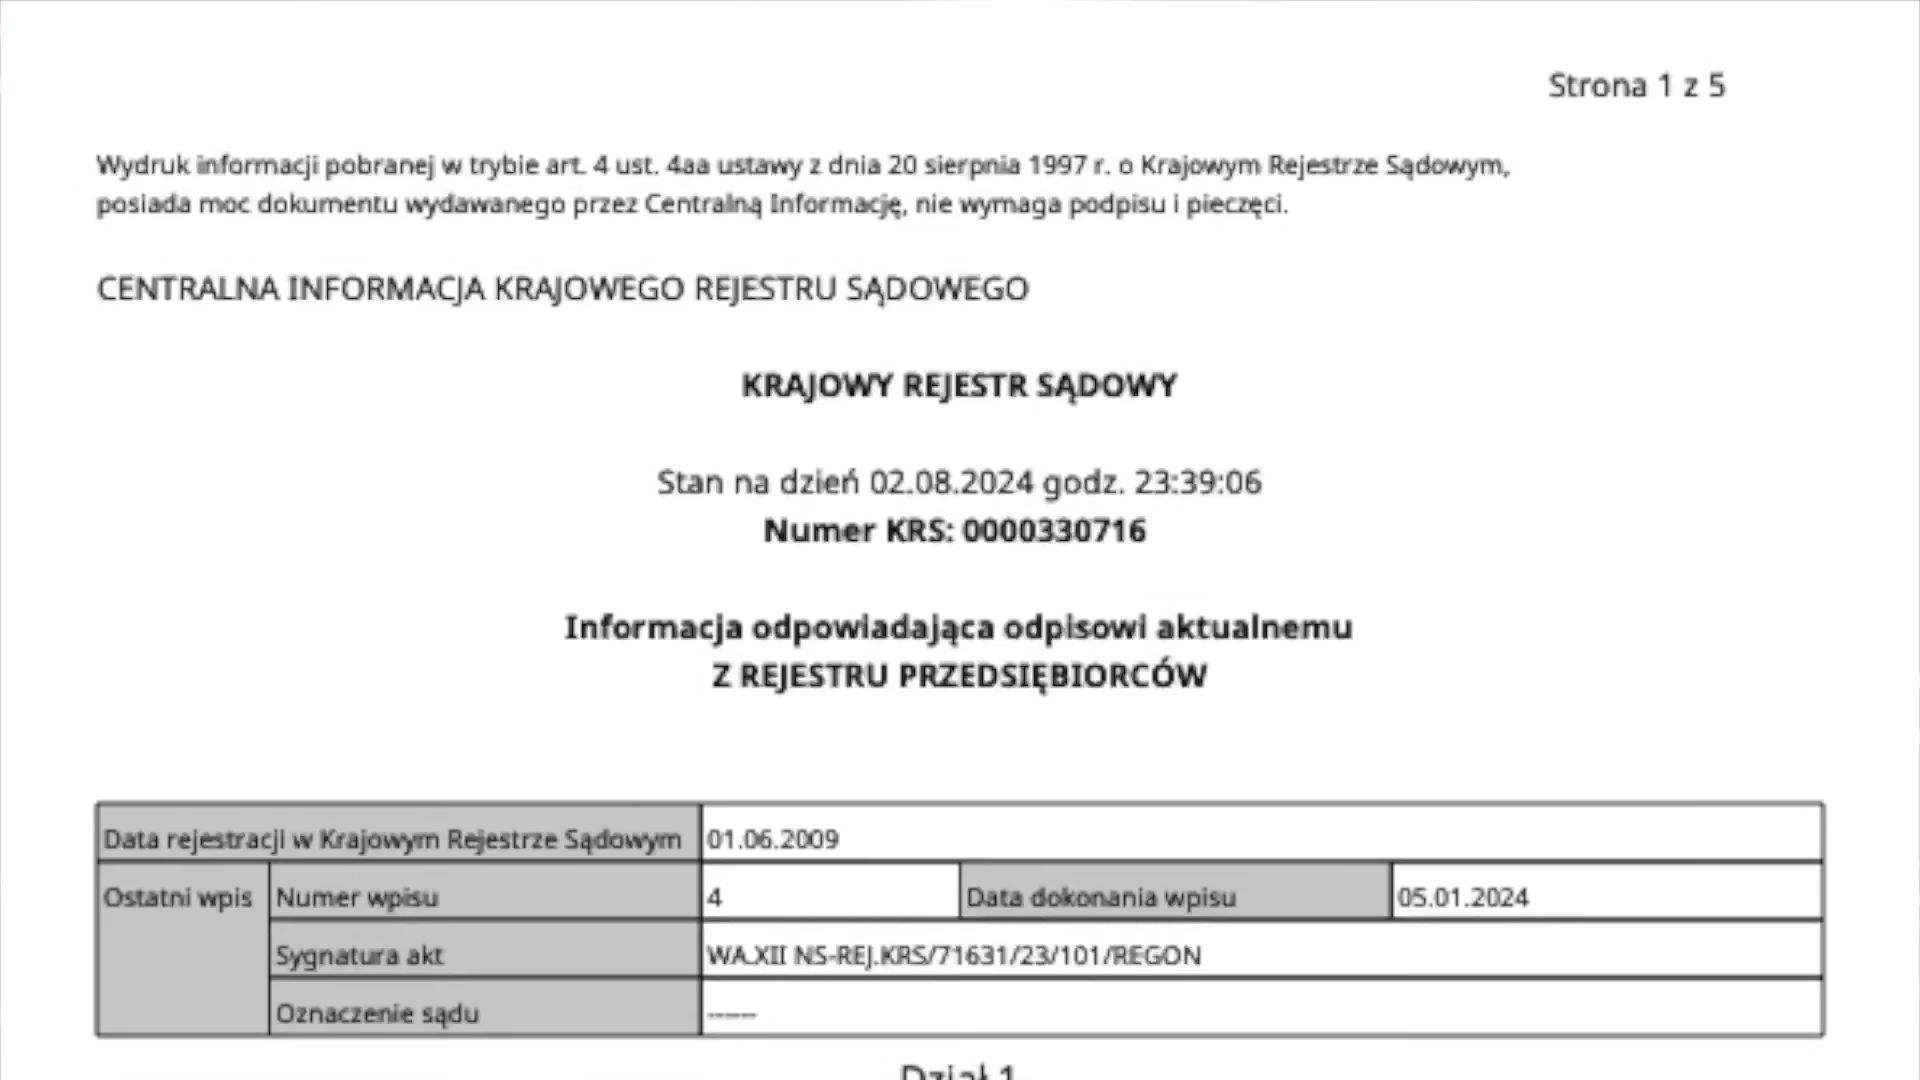 Strona 1 z 5
Wydruk informacji pobranej w trybie art. 4 ust. 4aa ustawy z dnia 20 sierpnia 1997 r. o Krajowym Rejestrze Sądowym,
posiada moc dokumentu wydawanego przez Centralną Informację, nie wymaga podpisu i pieczęci.
CENTRALNA INFORMACJA KRAJOWEGO REJESTRU SĄDOWEGO
KRAJOWY REJESTR SĄDOWY
Stan na dzień 02.08.2024 godz. 23:39:06
Numer KRS: 0000330716
Informacja odpowiadająca odpisowi aktualnemu
Z REJESTRU PRZEDSIĘBIORCÓW
Data rejestracji w Krajowym Rejestrze Sądowym 01.06.2009
Ostatni wpis Numer wpisu 4 Data dokonania wpisu 05.01.2024
Sygnatura akt WA.XII NS-REJ.KRS/71631/23/101/REGON
Oznaczenie sądu ------
Dział 1